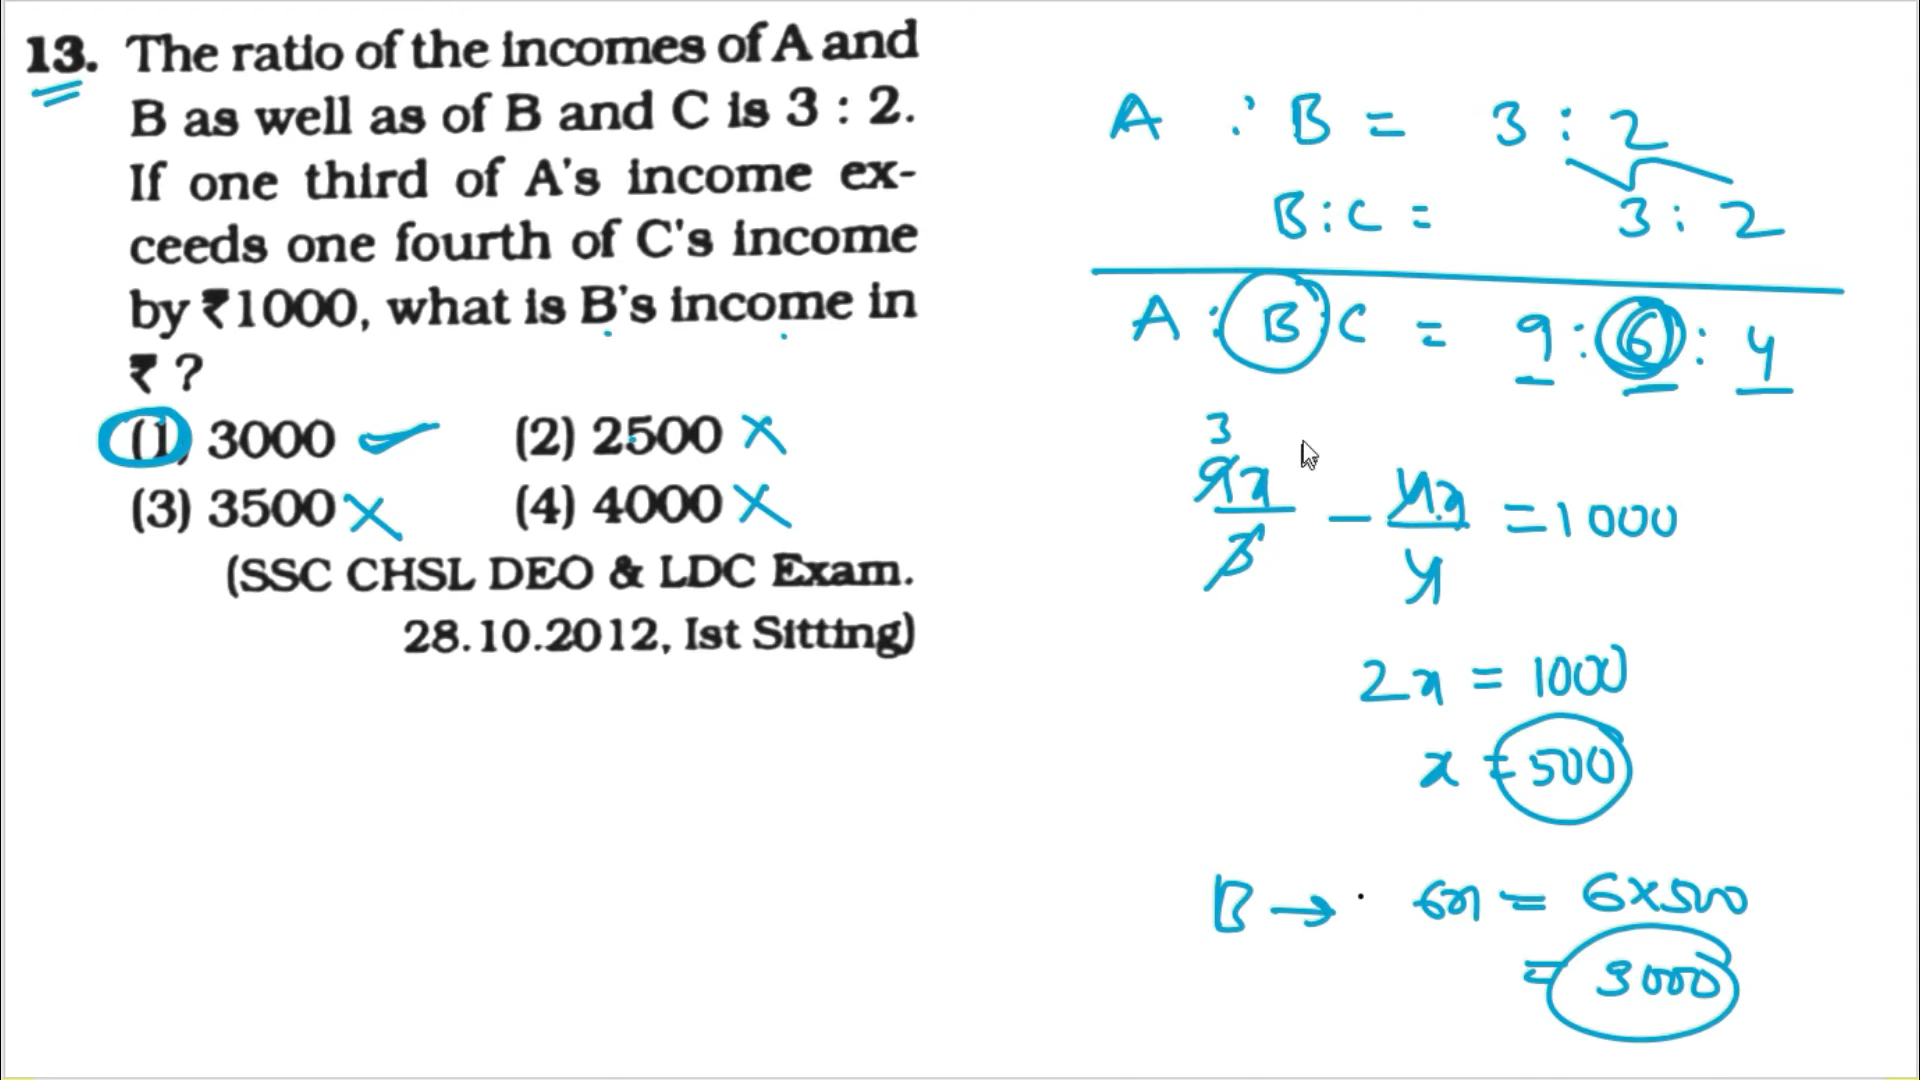 13. The ratio of the incomes of A and
B as well as of B and C is 3 : 2.
If one third of A's income ex-
ceeds one fourth of C's income
by ₹1000, what is B's income in
₹ ?
(1) 3000 (2) 2500
(3) 3500 (4) 4000
(SSC CHSL DEO & LDC Exam.
28.10.2012, Ist Sitting)
A : B = 3 : 2
B : C = 3 : 2
A : B : C = 9 : 6 : 4
3
9x/3 - 4x/4 = 1000
2x = 1000
x = 500
B → 6x = 6×500
= 3000